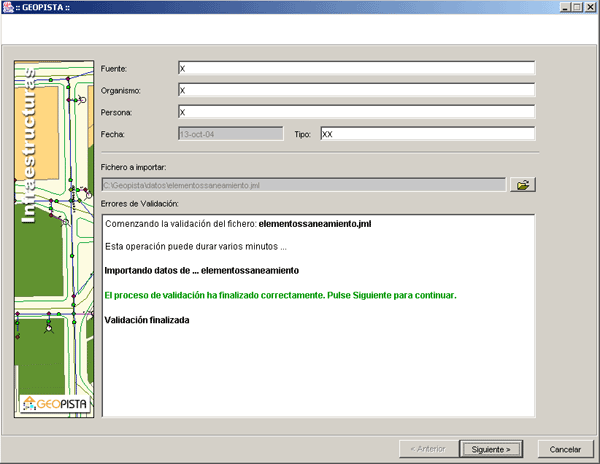 :: GEOPISTA ::
Infraestructuras
Fuente: X
Organismo: X
Persona: X
Fecha: 13-oct-04 Tipo: XX
Fichero a importar:
C:\Geopista\datos\elementossaneamiento.jml
Errores de Validación:
Comenzando la validación del fichero: elementossaneamiento.jml
Esta operación puede durar varios minutos ...
Importando datos de ... elementossaneamiento
El proceso de validación ha finalizado correctamente. Pulse Siguiente para continuar.
Validación finalizada
GEOPISTA
< Anterior Siguiente > Cancelar